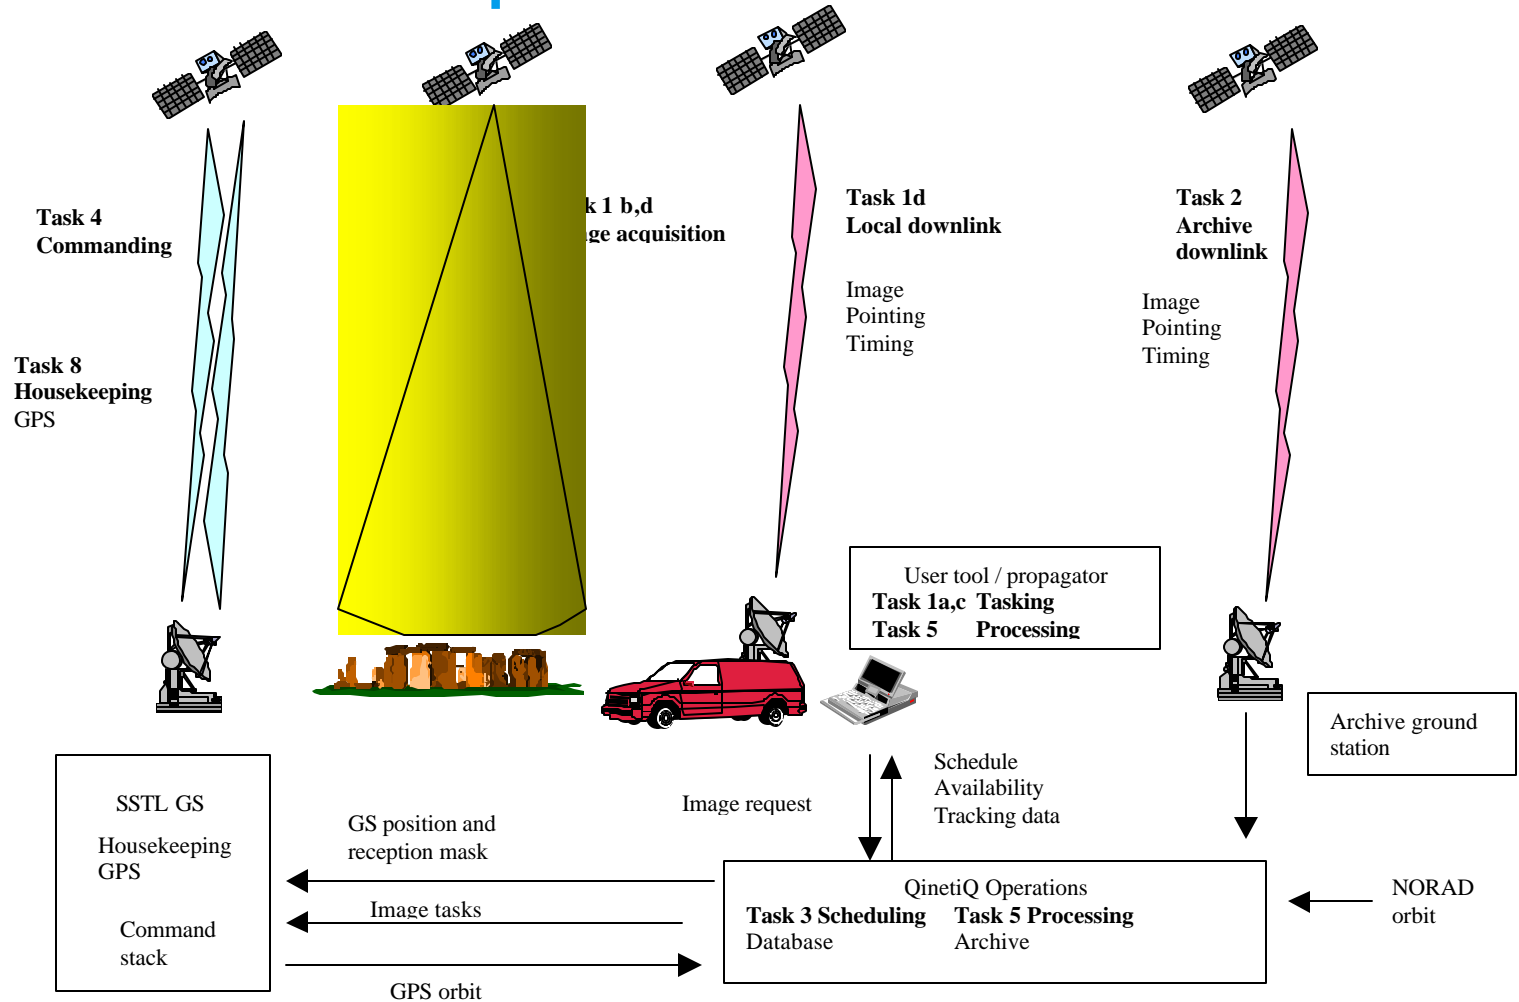 Task 4
Commanding
Task 8
Housekeeping
GPS
1 b,d
acquisition
Task 1d
Local downlink
Image
Pointing
Timing
Task 2
Archive
downlink
Image
Pointing
Timing
User tool / propagator
Task 1a,c Tasking
Task 5 Processing
Archive ground
station
SSTL GS
Housekeeping
GPS
Command
stack
GS position and
reception mask
Image tasks
GPS orbit
Image request
Schedule
Availability
Tracking data
QinetiQ Operations
Task 3 Scheduling Task 5 Processing
Database Archive
NORAD
orbit